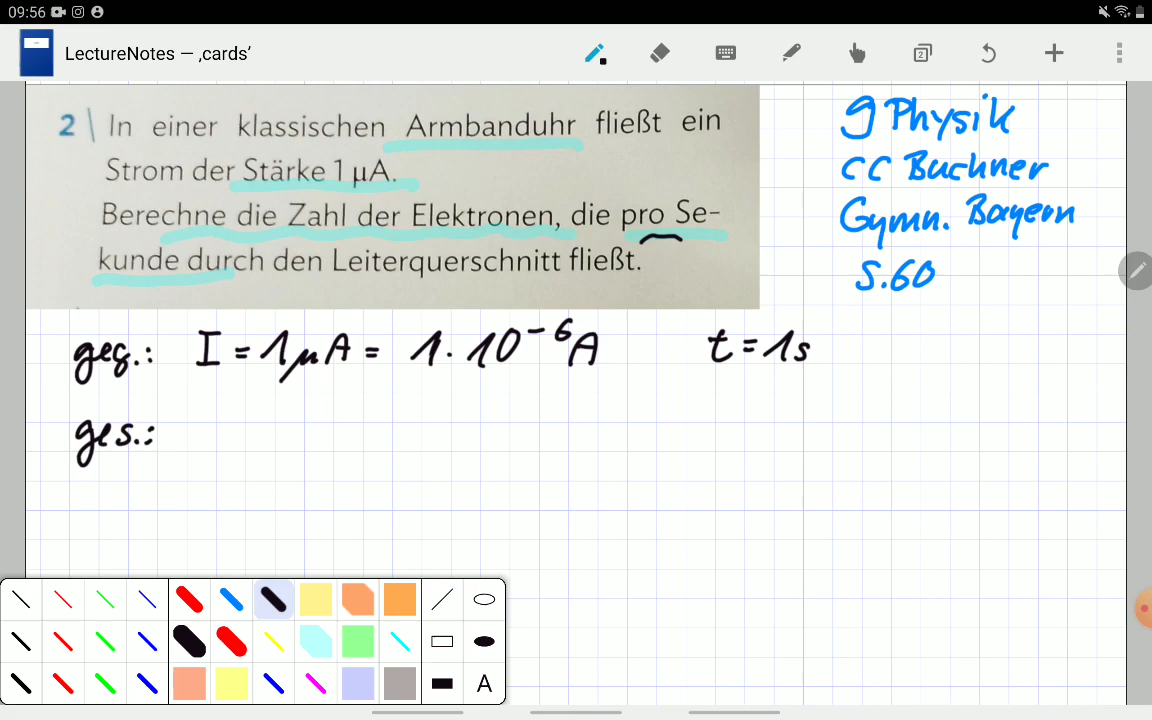 09:56
LectureNotes — ‚cards’
2
2 In einer klassischen Armbanduhr fließt ein
Strom der Stärke 1 µA.
Berechne die Zahl der Elektronen, die pro Se-
kunde durch den Leiterquerschnitt fließt.
9 Physik
CC Buchner
Gymn. Bayern
S.60
geg.: I = 1µA = 1·10⁻⁶A t = 1s
ges.:
A